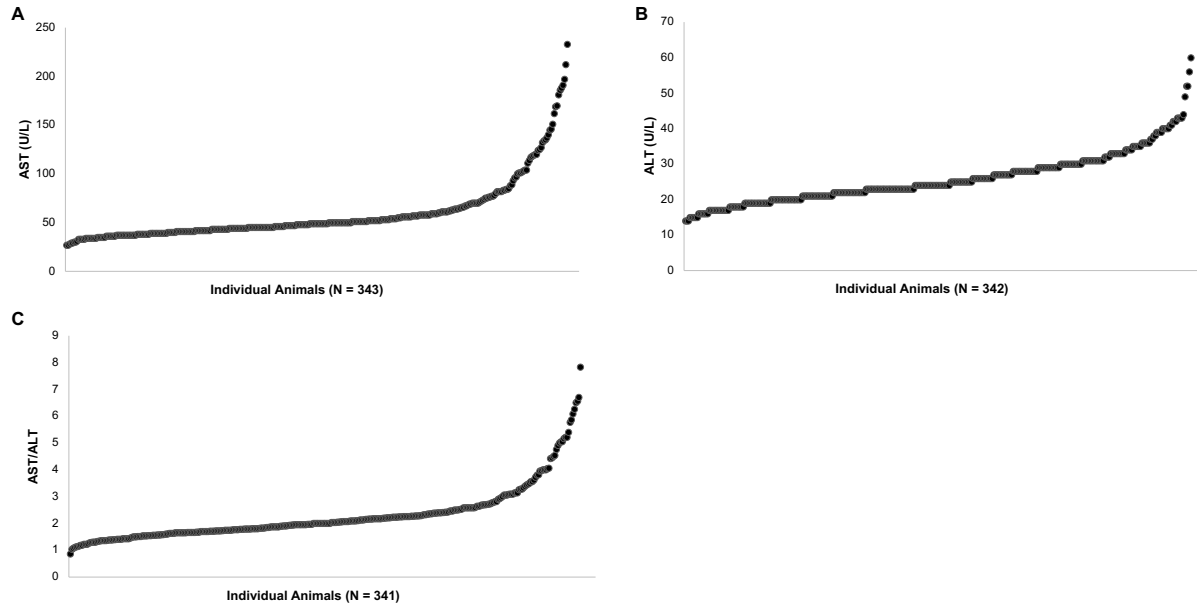 A
250
200
150
100
50
0
AST (U/L)
Individual Animals (N = 343)
B
70
60
50
40
30
20
10
0
ALT (U/L)
Individual Animals (N = 342)
C
9
8
7
6
5
4
3
2
1
0
AST/ALT
Individual Animals (N = 341)